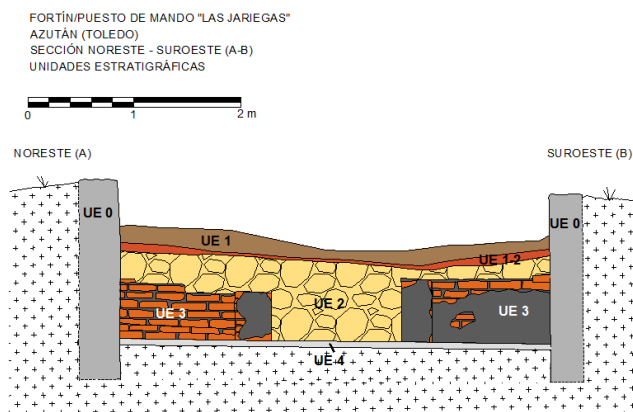 FORTÍN/PUESTO DE MANDO "LAS JARIEGAS"
AZUTÁN (TOLEDO)
SECCIÓN NORESTE - SUROESTE (A-B)
UNIDADES ESTRATIGRÁFICAS
0 1 2 m
NORESTE (A) SUROESTE (B)
UE 0 UE 0
UE 1
UE 1-2
UE 2
UE 3 UE 3
UE 4